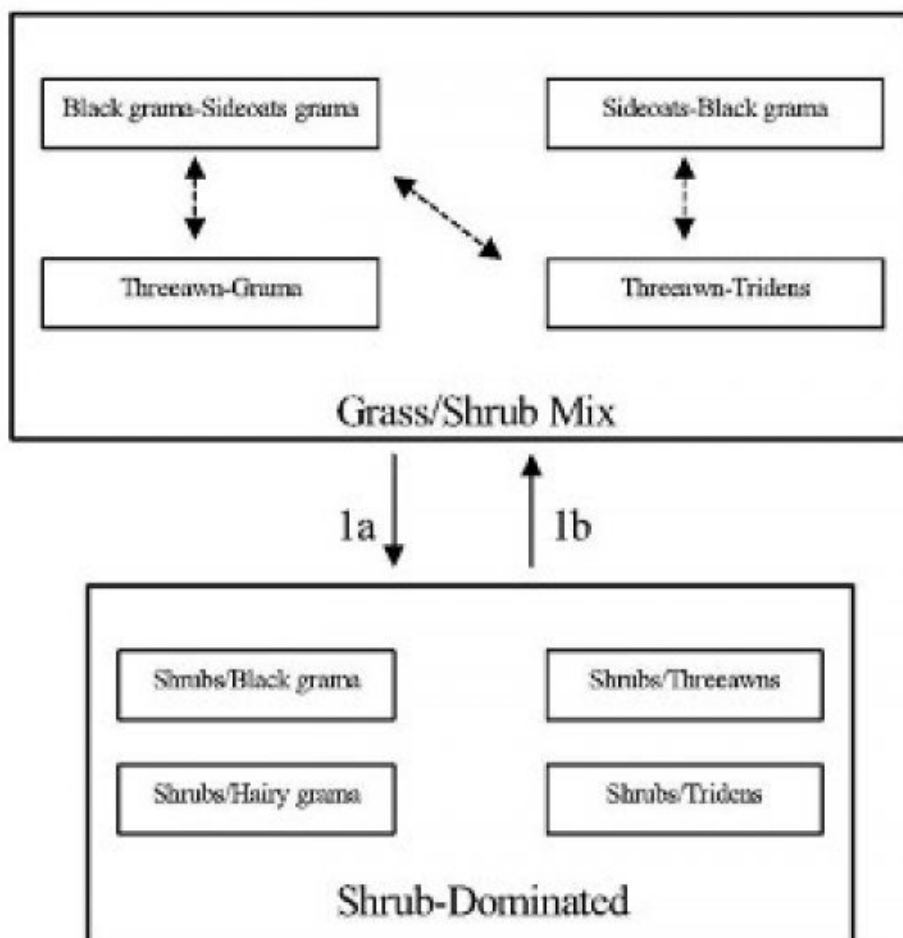 Black grama-Sideoats grama
Sideoats-Black grama
Threeawn-Grama
Threeawn-Tridens
Grass/Shrub Mix
1a
1b
Shrubs/Black grama
Shrubs/Threeawns
Shrubs/Hairy grama
Shrubs/Tridens
Shrub-Dominated